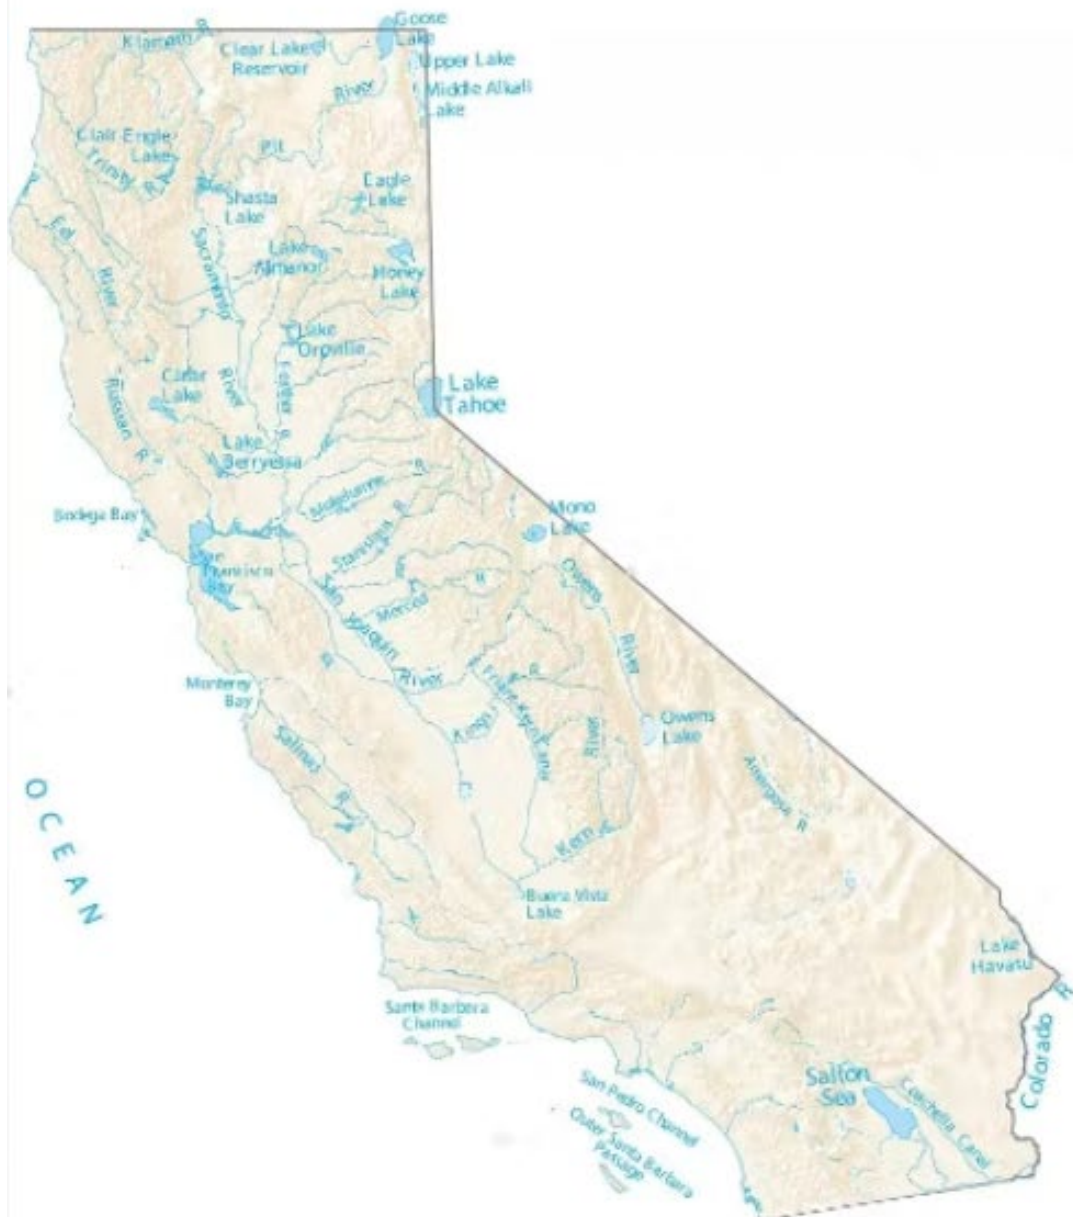 Goose
Lake
Klamath R
Clear Lake
Reservoir
Upper Lake
Middle Alkali
Lake
River
Pit
Clair Engle
Lake
Trinity R
Eagle
Lake
Shasta
Lake
Eel
River
Sacramento
River
Lake
Almanor
Honey
Lake
Lake
Oroville
Feather R
Lake
Tahoe
Clear
Lake
Russian R
Lake
Berryessa
R
Mokelumne
Mono
Lake
Bodega Bay
Stanislaus R
San
Francisco
Bay
Owens
River
R
Merced
San Joaquin
River
R
Friant-Kern Canal
R
Monterey
Bay
Kings
River
Owens
Lake
Salinas
R
Amargosa R
OCEAN
Kern
Buena Vista
Lake
Lake
Havasu
Colorado R
Santa Barbara
Channel
Salton
Sea
Coachella Canal
San Pedro Channel
Outer Santa Barbara
Passage